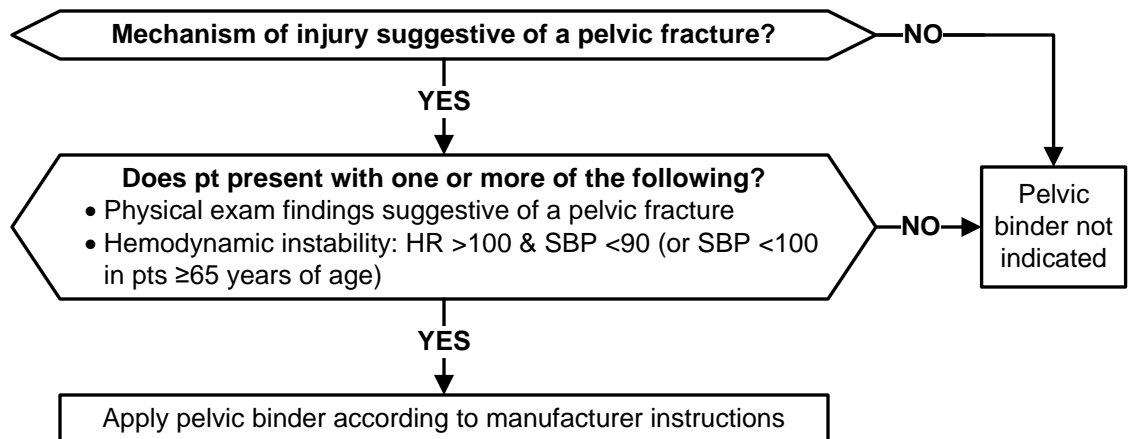 Mechanism of injury suggestive of a pelvic fracture?
NO
YES
Does pt present with one or more of the following?
• Physical exam findings suggestive of a pelvic fracture
• Hemodynamic instability: HR >100 & SBP <90 (or SBP <100
in pts ≥65 years of age)
NO
Pelvic
binder not
indicated
YES
Apply pelvic binder according to manufacturer instructions